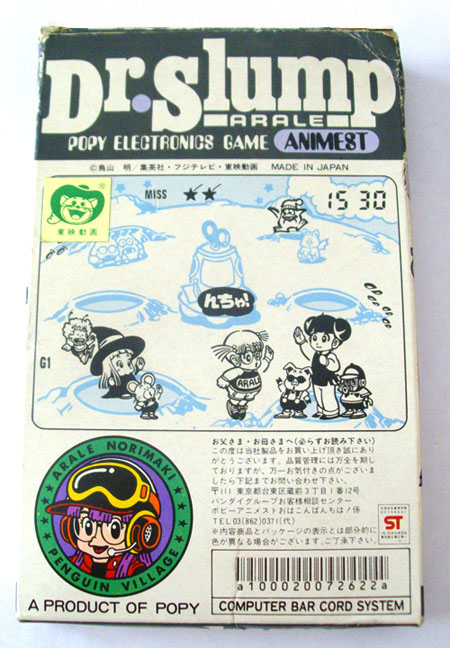 Dr. Slump
ARALE
POPY ELECTRONICS GAME ANIMEST
©鳥山 明／集英社・フジテレビ・東映動画 MADE IN JAPAN
MISS ★★
15 30
東映動画
んちゃ!
G1
ARALE
お父さま・お母さまへ(必らずお読み下さい)
この度は当社製品をお買い上げ頂き誠にあり
がとうございます。品質管理には万全を期し
ておりますが、万一お気付きの点がございま
したら下記までお問い合わせ下さい。
〒111 東京都台東区蔵前3丁目1番12号
バンダイグループお客様相談センター
ポピーアニメストおはこんばんちは!係
TEL03(862)0371(代)
※内容商品とパッケージの表示とは部分的に
色が異なる場合がございます。ご了承下さい。
ST
ARALE NORIMAKI
PENGUIN VILLAGE
a1000200072622a
A PRODUCT OF POPY
COMPUTER BAR CORD SYSTEM